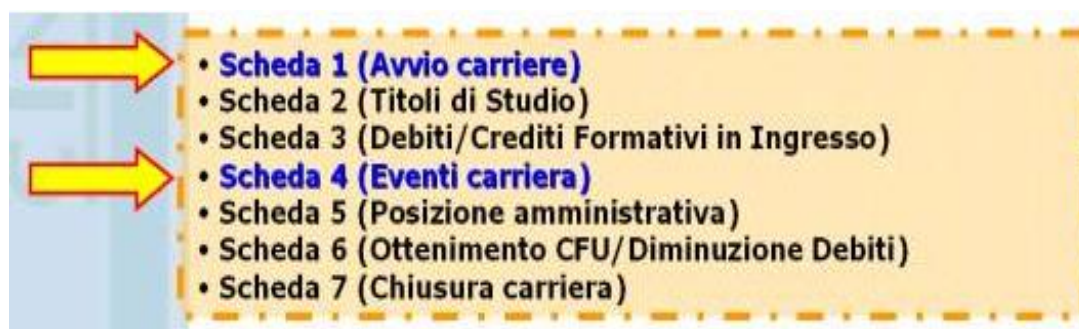 • Scheda 1 (Avvio carriere)
• Scheda 2 (Titoli di Studio)
• Scheda 3 (Debiti/Crediti Formativi in Ingresso)
• Scheda 4 (Eventi carriera)
• Scheda 5 (Posizione amministrativa)
• Scheda 6 (Ottenimento CFU/Diminuzione Debiti)
• Scheda 7 (Chiusura carriera)